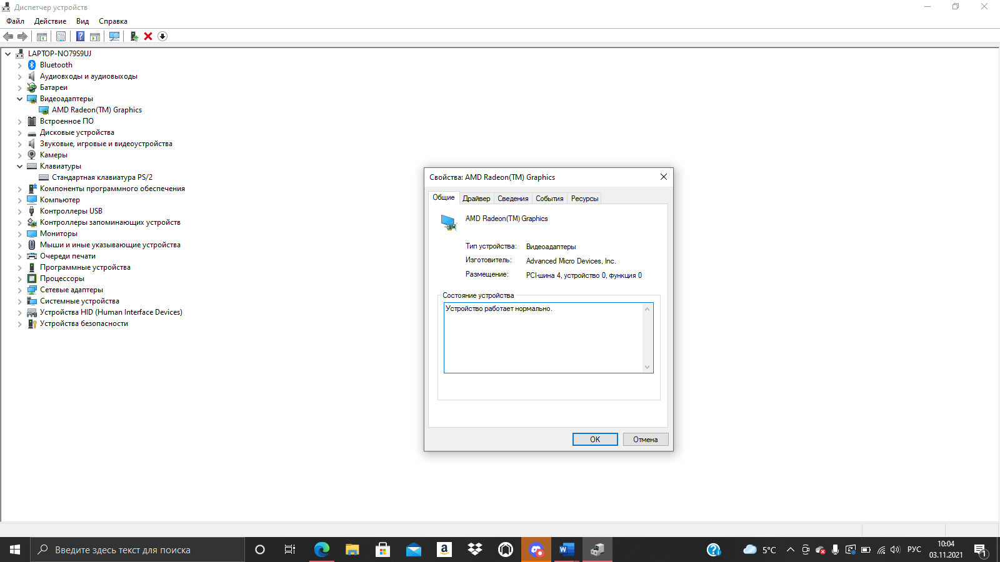 Диспетчер устройств
Файл Действие Вид Справка
LAPTOP-NO79S9UJ
Bluetooth
Аудиовходы и аудиовыходы
Батареи
Видеоадаптеры
AMD Radeon(TM) Graphics
Встроенное ПО
Дисковые устройства
Звуковые, игровые и видеоустройства
Камеры
Клавиатуры
Стандартная клавиатура PS/2
Компоненты программного обеспечения
Компьютер
Контроллеры USB
Контроллеры запоминающих устройств
Мониторы
Мыши и иные указывающие устройства
Очереди печати
Программные устройства
Процессоры
Сетевые адаптеры
Системные устройства
Устройства HID (Human Interface Devices)
Устройства безопасности
Свойства: AMD Radeon(TM) Graphics
Общие Драйвер Сведения События Ресурсы
AMD Radeon(TM) Graphics
Тип устройства: Видеоадаптеры
Изготовитель: Advanced Micro Devices, Inc.
Размещение: PCI-шина 4, устройство 0, функция 0
Состояние устройства
Устройство работает нормально.
OK Отмена
Введите здесь текст для поиска
5°C
РУС
10:04
03.11.2021
1